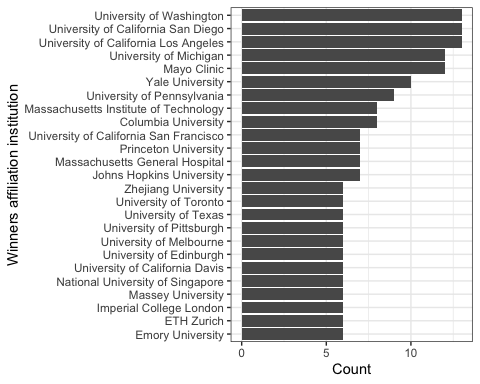 University of Washington
University of California San Diego
University of California Los Angeles
University of Michigan
Mayo Clinic
Yale University
University of Pennsylvania
Massachusetts Institute of Technology
Columbia University
University of California San Francisco
Princeton University
Massachusetts General Hospital
Johns Hopkins University
Zhejiang University
University of Toronto
University of Texas
University of Pittsburgh
University of Melbourne
University of Edinburgh
University of California Davis
National University of Singapore
Massey University
Imperial College London
ETH Zurich
Emory University
Winners affiliation institution
0 5 10
Count